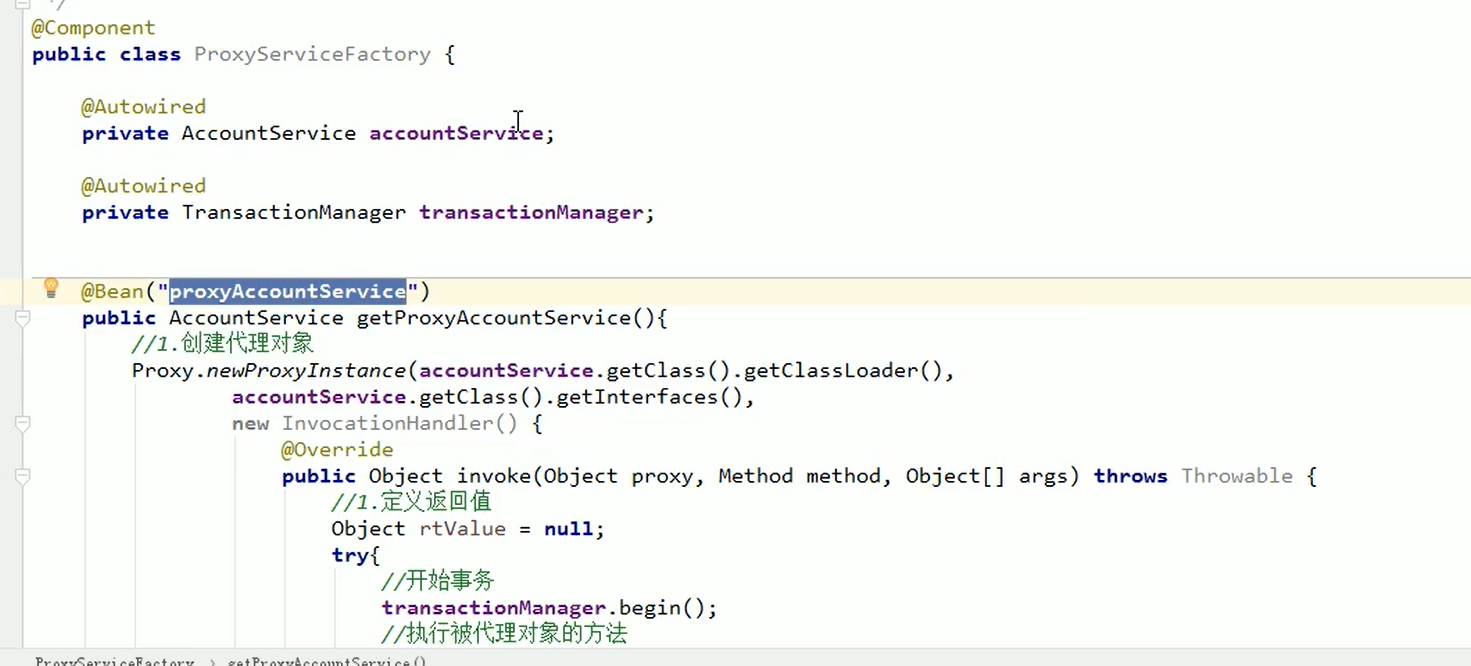 */
@Component
public class ProxyServiceFactory {
@Autowired
private AccountService accountService;
@Autowired
private TransactionManager transactionManager;
@Bean("proxyAccountService")
public AccountService getProxyAccountService(){
//1.创建代理对象
Proxy.newProxyInstance(accountService.getClass().getClassLoader(),
accountService.getClass().getInterfaces(),
new InvocationHandler() {
@Override
public Object invoke(Object proxy, Method method, Object[] args) throws Throwable {
//1.定义返回值
Object rtValue = null;
try{
//开始事务
transactionManager.begin();
//执行被代理对象的方法
ProxyServiceFactory › getProxyAccountService()